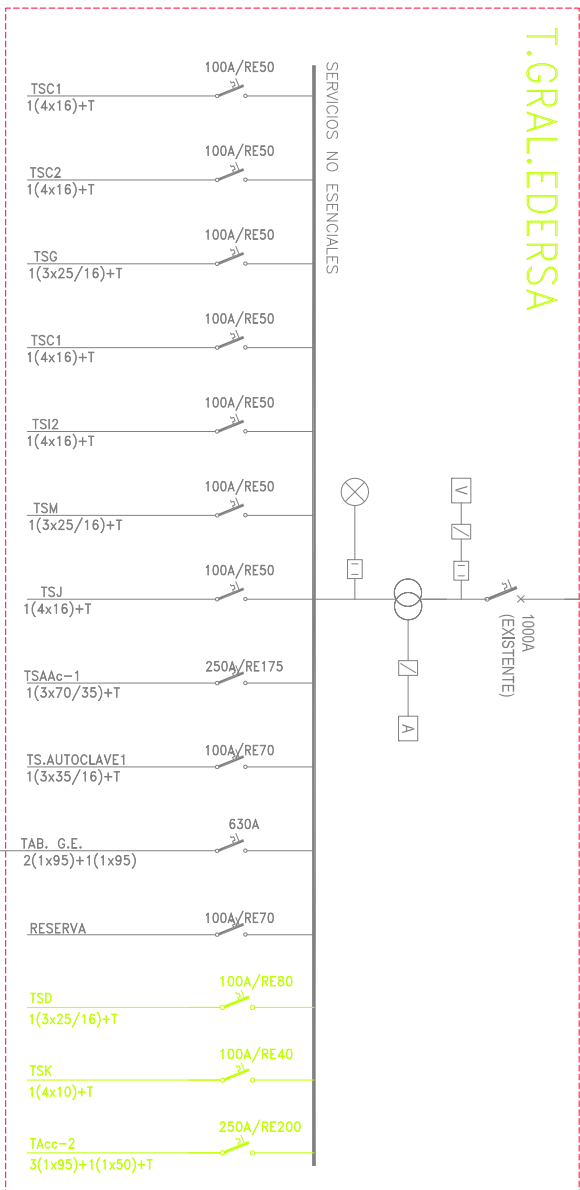 T.GRAL.EDERSA
SERVICIOS NO ESENCIALES
100A/RE50
TSC1
1(4x16)+T
100A/RE50
TSC2
1(4x16)+T
100A/RE50
TSG
1(3x25/16)+T
100A/RE50
TSC1
1(4x16)+T
100A/RE50
TSI2
1(4x16)+T
100A/RE50
TSM
1(3x25/16)+T
100A/RE50
TSJ
1(4x16)+T
V
1000A
(EXISTENTE)
A
250A/RE175
TSAAc-1
1(3x70/35)+T
100A/RE70
TS.AUTOCLAVE1
1(3x35/16)+T
630A
TAB. G.E.
2(1x95)+1(1x95)
100A/RE70
RESERVA
100A/RE80
TSD
1(3x25/16)+T
100A/RE40
TSK
1(4x10)+T
250A/RE200
TAcc-2
3(1x95)+1(1x50)+T